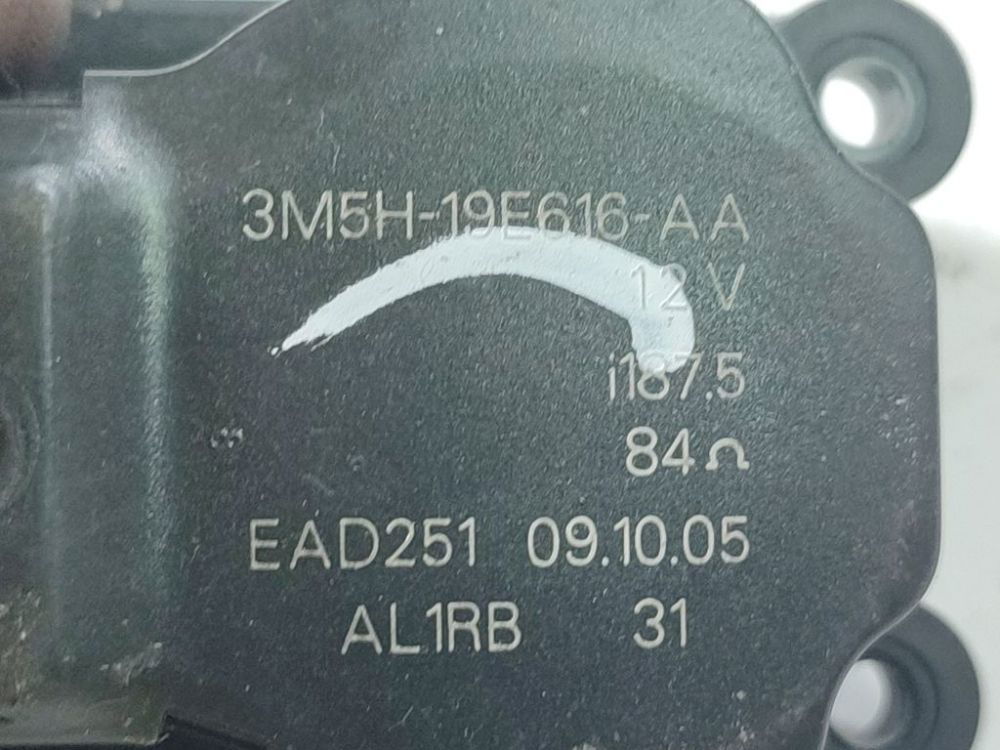 3M5H-19E616-AA
12 V
i187.5
84Ω
EAD251 09.10.05
AL1RB 31